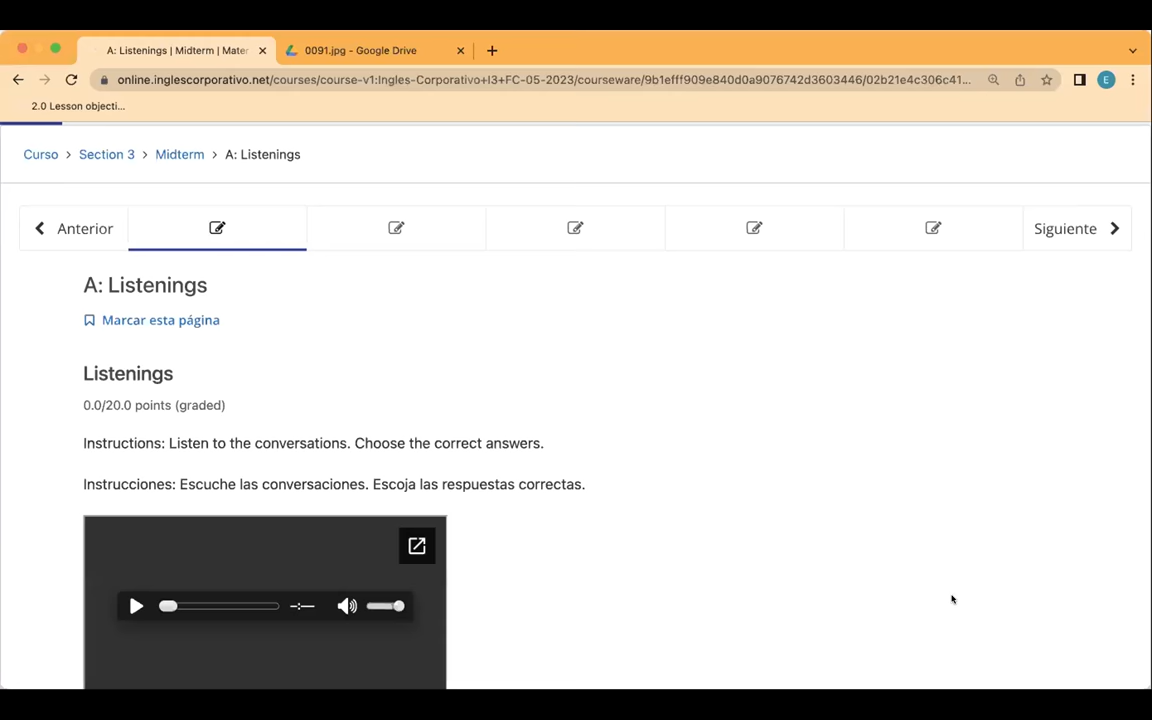 A: Listenings | Midterm | Mater
0091.jpg - Google Drive
online.inglescorporativo.net/courses/course-v1:Ingles-Corporativo+I3+FC-05-2023/courseware/9b1efff909e840d0a9076742d3603446/02b21e4c306c41...
E
2.0 Lesson objecti...
Curso > Section 3 > Midterm > A: Listenings
Anterior
Siguiente
A: Listenings
Marcar esta página
Listenings
0.0/20.0 points (graded)
Instructions: Listen to the conversations. Choose the correct answers.
Instrucciones: Escuche las conversaciones. Escoja las respuestas correctas.
-:--